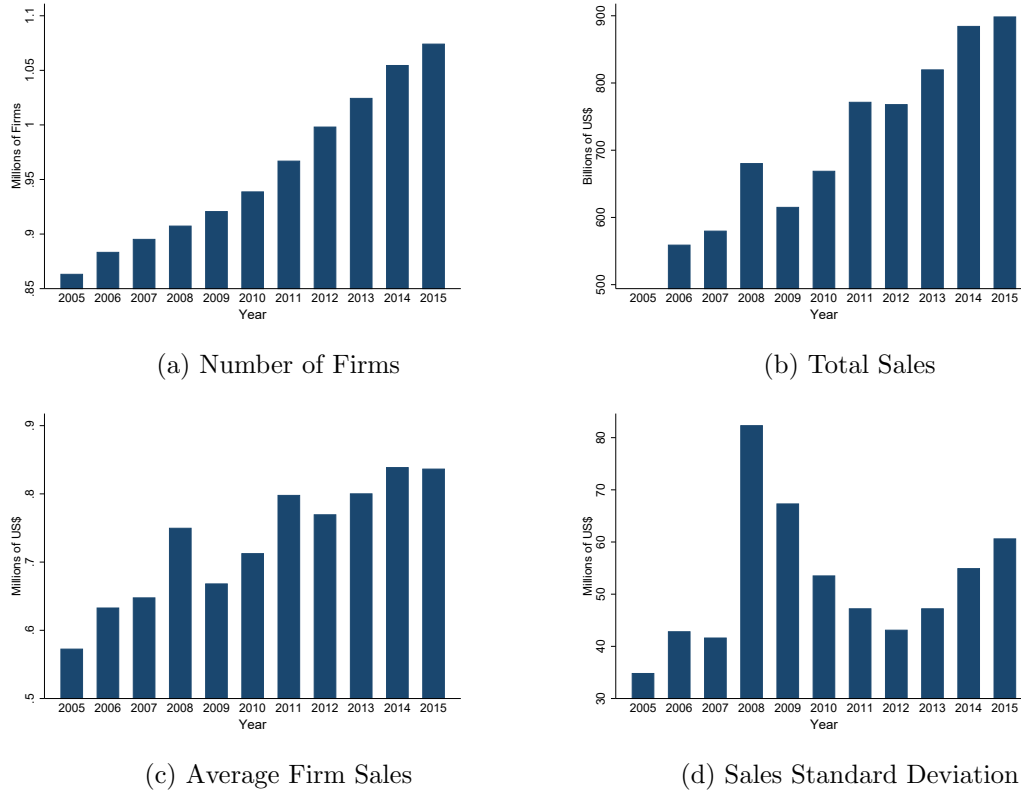 1.1
1.05
1
.95
.9
.85
Millions of Firms
2005 2006 2007 2008 2009 2010 2011 2012 2013 2014 2015
Year
(a) Number of Firms
900
800
700
600
500
Billions of US$
2005 2006 2007 2008 2009 2010 2011 2012 2013 2014 2015
Year
(b) Total Sales
.9
.8
.7
.6
.5
Millions of US$
2005 2006 2007 2008 2009 2010 2011 2012 2013 2014 2015
Year
(c) Average Firm Sales
80
70
60
50
40
30
Millions of US$
2005 2006 2007 2008 2009 2010 2011 2012 2013 2014 2015
Year
(d) Sales Standard Deviation